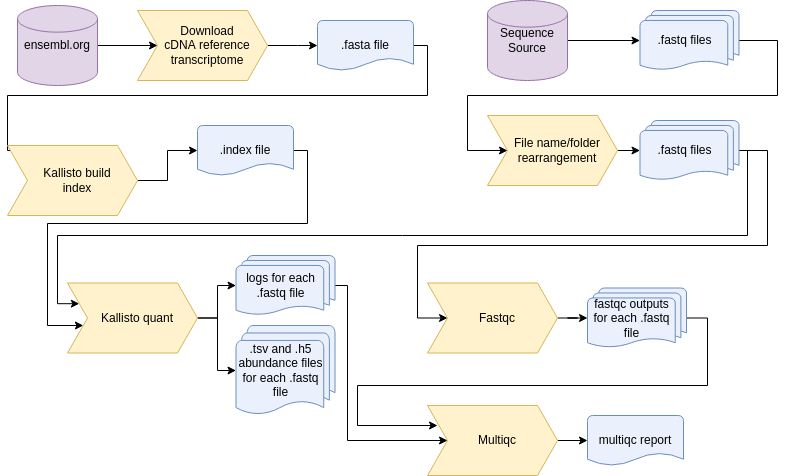 ensembl.org
Download
cDNA reference
transcriptome
.fasta file
Sequence
Source
.fastq files
Kallisto build
index
.index file
File name/folder
rearrangement
.fastq files
Kallisto quant
logs for each
.fastq file
.tsv and .h5
abundance files
for each .fastq
file
Fastqc
fastqc outputs
for each .fastq
file
Multiqc
multiqc report